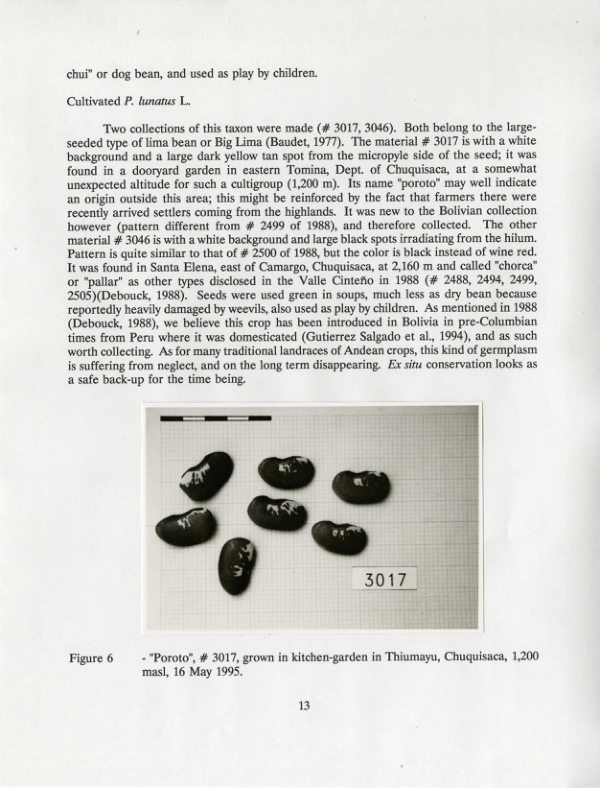 chui" or dog bean, and used as play by children.
Cultivated P. lunatus L.
Two collections of this taxon were made (# 3017, 3046). Both belong to the large-
seeded type of lima bean or Big Lima (Baudet, 1977). The material # 3017 is with a white
background and a large dark yellow tan spot from the micropyle side of the seed; it was
found in a dooryard garden in eastern Tomina, Dept. of Chuquisaca, at a somewhat
unexpected altitude for such a cultigroup (1,200 m). Its name "poroto" may well indicate
an origin outside this area; this might be reinforced by the fact that farmers there were
recently arrived settlers coming from the highlands. It was new to the Bolivian collection
however (pattern different from # 2499 of 1988), and therefore collected. The other
material # 3046 is with a white background and large black spots irradiating from the hilum.
Pattern is quite similar to that of # 2500 of 1988, but the color is black instead of wine red.
It was found in Santa Elena, east of Camargo, Chuquisaca, at 2,160 m and called "chorca"
or "pallar" as other types disclosed in the Valle Cinteño in 1988 (# 2488, 2494, 2499,
2505)(Debouck, 1988). Seeds were used green in soups, much less as dry bean because
reportedly heavily damaged by weevils, also used as play by children. As mentioned in 1988
(Debouck, 1988), we believe this crop has been introduced in Bolivia in pre-Columbian
times from Peru where it was domesticated (Gutierrez Salgado et al., 1994), and as such
worth collecting. As for many traditional landraces of Andean crops, this kind of germplasm
is suffering from neglect, and on the long term disappearing. Ex situ conservation looks as
a safe back-up for the time being.
3017
Figure 6 - "Poroto", # 3017, grown in kitchen-garden in Thiumayu, Chuquisaca, 1,200
masl, 16 May 1995.
13